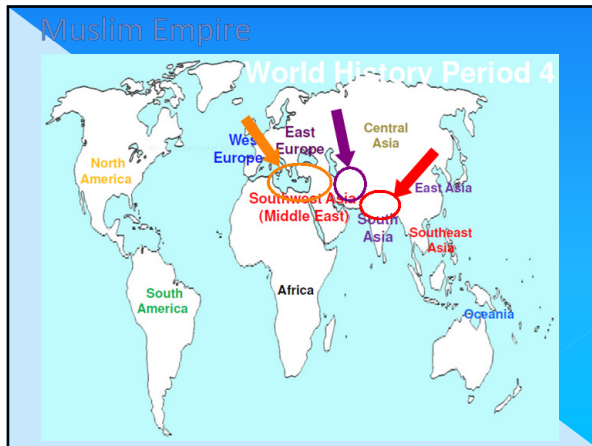 Muslim Empire
World History Period 4
North
America
West
Europe
East
Europe
Central
Asia
East Asia
Southwest Asia
(Middle East)
South
Asia
Southeast
Asia
Africa
South
America
Oceania